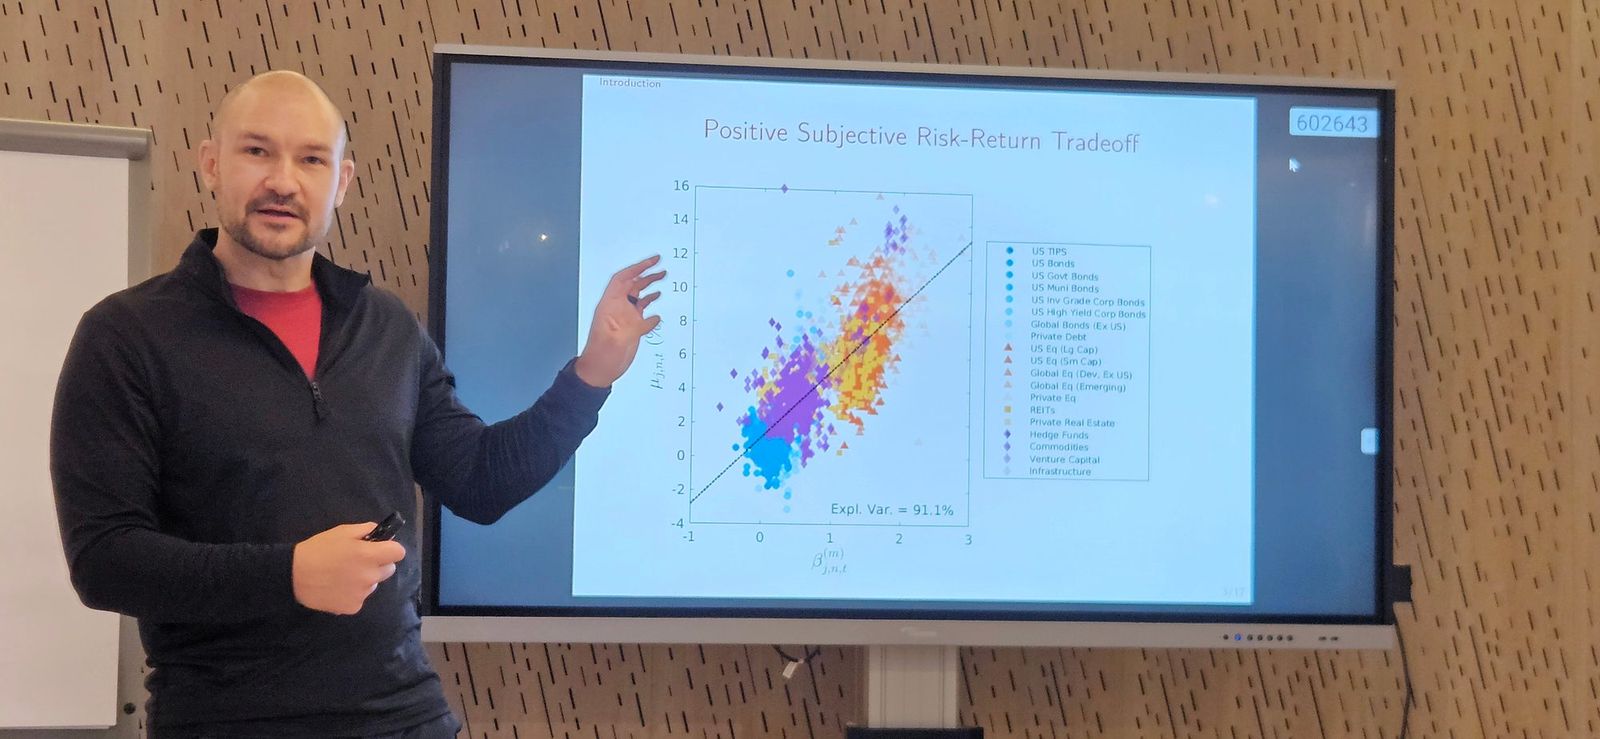 Introduction
602643
Positive Subjective Risk-Return Tradeoff
16
14
12
10
8
6
4
2
0
-2
-4
-1
0
1
2
3
μj,n,t (%
β(m)j,n,t
Expl. Var. = 91.1%
US TIPS
US Bonds
US Govt Bonds
US Muni Bonds
US Inv Grade Corp Bonds
US High Yield Corp Bonds
Global Bonds (Ex US)
Private Debt
US Eq (Lg Cap)
US Eq (Sm Cap)
Global Eq (Dev, Ex US)
Global Eq (Emerging)
Private Eq
REITs
Private Real Estate
Hedge Funds
Commodities
Venture Capital
Infrastructure
3/17